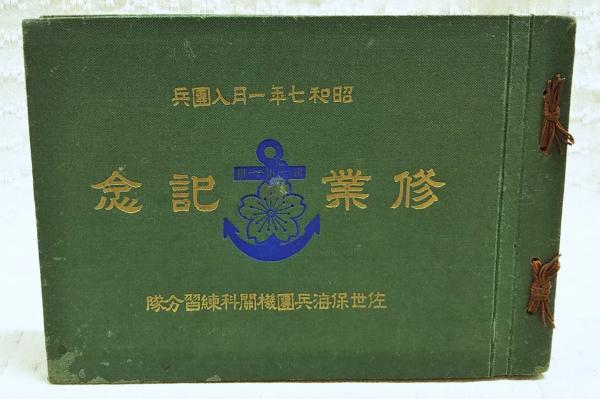 昭和七年一月入團兵
修業記念
佐世保海兵團機關科練習分隊